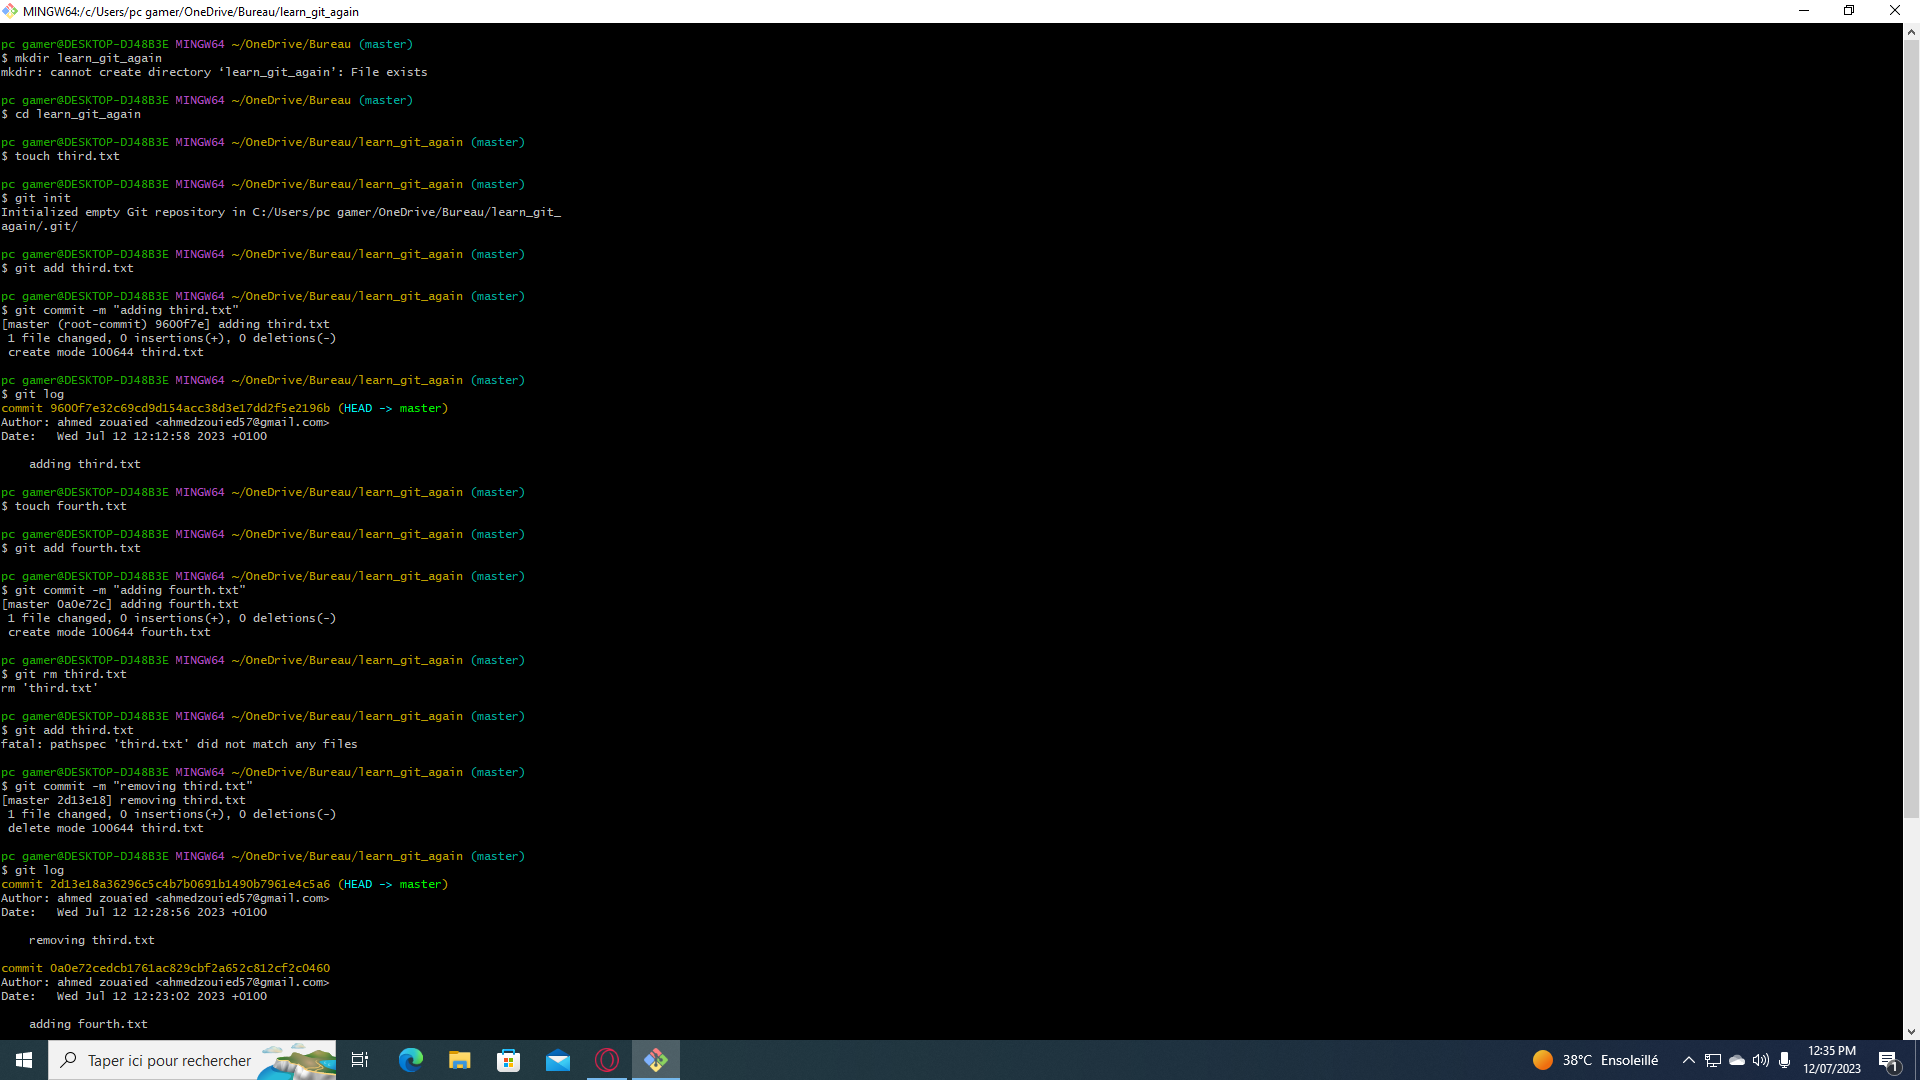 MINGW64:/c/Users/pc gamer/OneDrive/Bureau/learn_git_again
pc gamer@DESKTOP-DJ48B3E MINGW64 ~/OneDrive/Bureau (master)
$ mkdir learn_git_again
mkdir: cannot create directory ‘learn_git_again’: File exists
pc gamer@DESKTOP-DJ48B3E MINGW64 ~/OneDrive/Bureau (master)
$ cd learn_git_again
pc gamer@DESKTOP-DJ48B3E MINGW64 ~/OneDrive/Bureau/learn_git_again (master)
$ touch third.txt
pc gamer@DESKTOP-DJ48B3E MINGW64 ~/OneDrive/Bureau/learn_git_again (master)
$ git init
Initialized empty Git repository in C:/Users/pc gamer/OneDrive/Bureau/learn_git_
again/.git/
pc gamer@DESKTOP-DJ48B3E MINGW64 ~/OneDrive/Bureau/learn_git_again (master)
$ git add third.txt
pc gamer@DESKTOP-DJ48B3E MINGW64 ~/OneDrive/Bureau/learn_git_again (master)
$ git commit -m "adding third.txt"
[master (root-commit) 9600f7e] adding third.txt
1 file changed, 0 insertions(+), 0 deletions(-)
create mode 100644 third.txt
pc gamer@DESKTOP-DJ48B3E MINGW64 ~/OneDrive/Bureau/learn_git_again (master)
$ git log
commit 9600f7e32c69cd9d154acc38d3e17dd2f5e2196b (HEAD -> master)
Author: ahmed zouaied <ahmedzouied57@gmail.com>
Date:   Wed Jul 12 12:12:58 2023 +0100
adding third.txt
pc gamer@DESKTOP-DJ48B3E MINGW64 ~/OneDrive/Bureau/learn_git_again (master)
$ touch fourth.txt
pc gamer@DESKTOP-DJ48B3E MINGW64 ~/OneDrive/Bureau/learn_git_again (master)
$ git add fourth.txt
pc gamer@DESKTOP-DJ48B3E MINGW64 ~/OneDrive/Bureau/learn_git_again (master)
$ git commit -m "adding fourth.txt"
[master 0a0e72c] adding fourth.txt
1 file changed, 0 insertions(+), 0 deletions(-)
create mode 100644 fourth.txt
pc gamer@DESKTOP-DJ48B3E MINGW64 ~/OneDrive/Bureau/learn_git_again (master)
$ git rm third.txt
rm 'third.txt'
pc gamer@DESKTOP-DJ48B3E MINGW64 ~/OneDrive/Bureau/learn_git_again (master)
$ git add third.txt
fatal: pathspec 'third.txt' did not match any files
pc gamer@DESKTOP-DJ48B3E MINGW64 ~/OneDrive/Bureau/learn_git_again (master)
$ git commit -m "removing third.txt"
[master 2d13e18] removing third.txt
1 file changed, 0 insertions(+), 0 deletions(-)
delete mode 100644 third.txt
pc gamer@DESKTOP-DJ48B3E MINGW64 ~/OneDrive/Bureau/learn_git_again (master)
$ git log
commit 2d13e18a36296c5c4b7b0691b1490b7961e4c5a6 (HEAD -> master)
Author: ahmed zouaied <ahmedzouied57@gmail.com>
Date:   Wed Jul 12 12:28:56 2023 +0100
removing third.txt
commit 0a0e72cedcb1761ac829cbf2a652c812cf2c0460
Author: ahmed zouaied <ahmedzouied57@gmail.com>
Date:   Wed Jul 12 12:23:02 2023 +0100
adding fourth.txt
Taper ici pour rechercher
38°C Ensoleillé
12:35 PM
12/07/2023
1